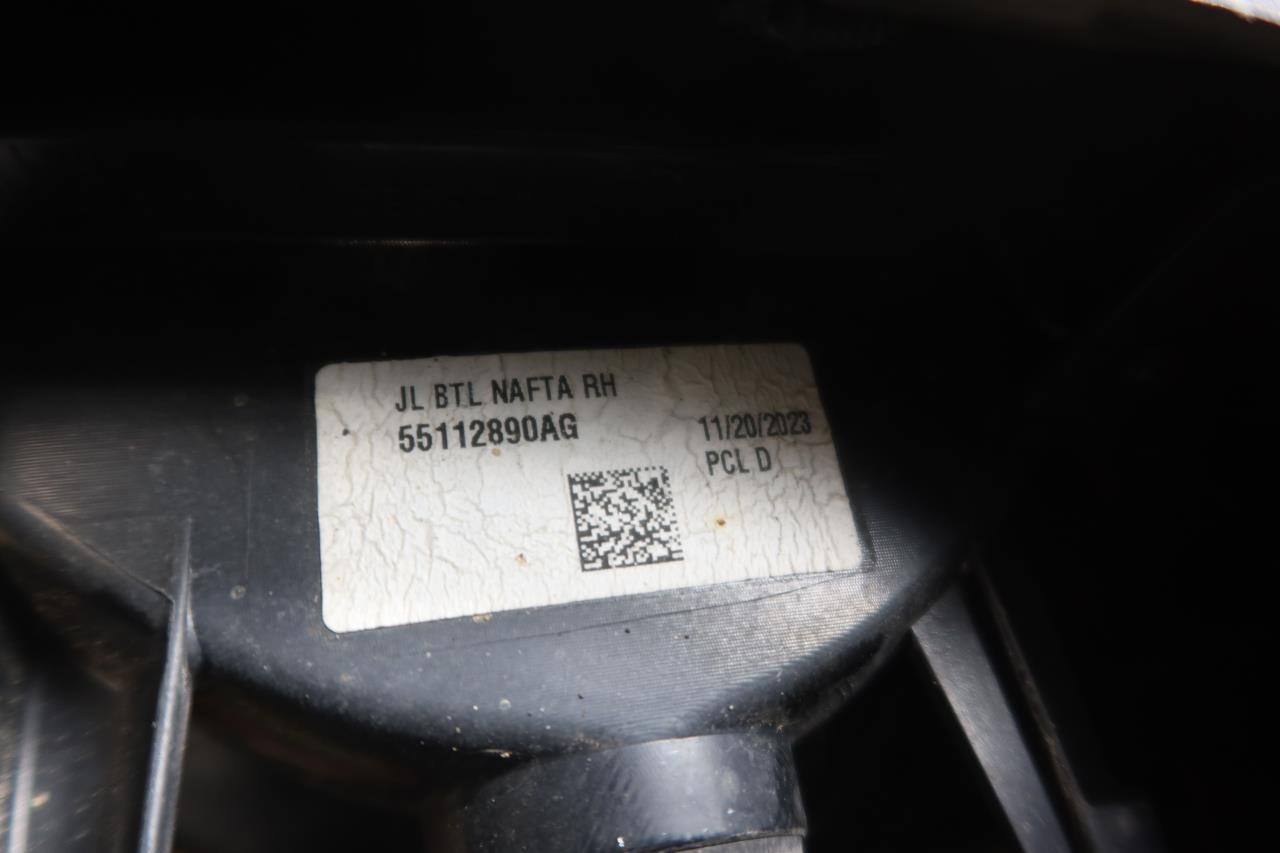 JL BTL NAFTA RH
55112890AG
11/20/2023
PCL D